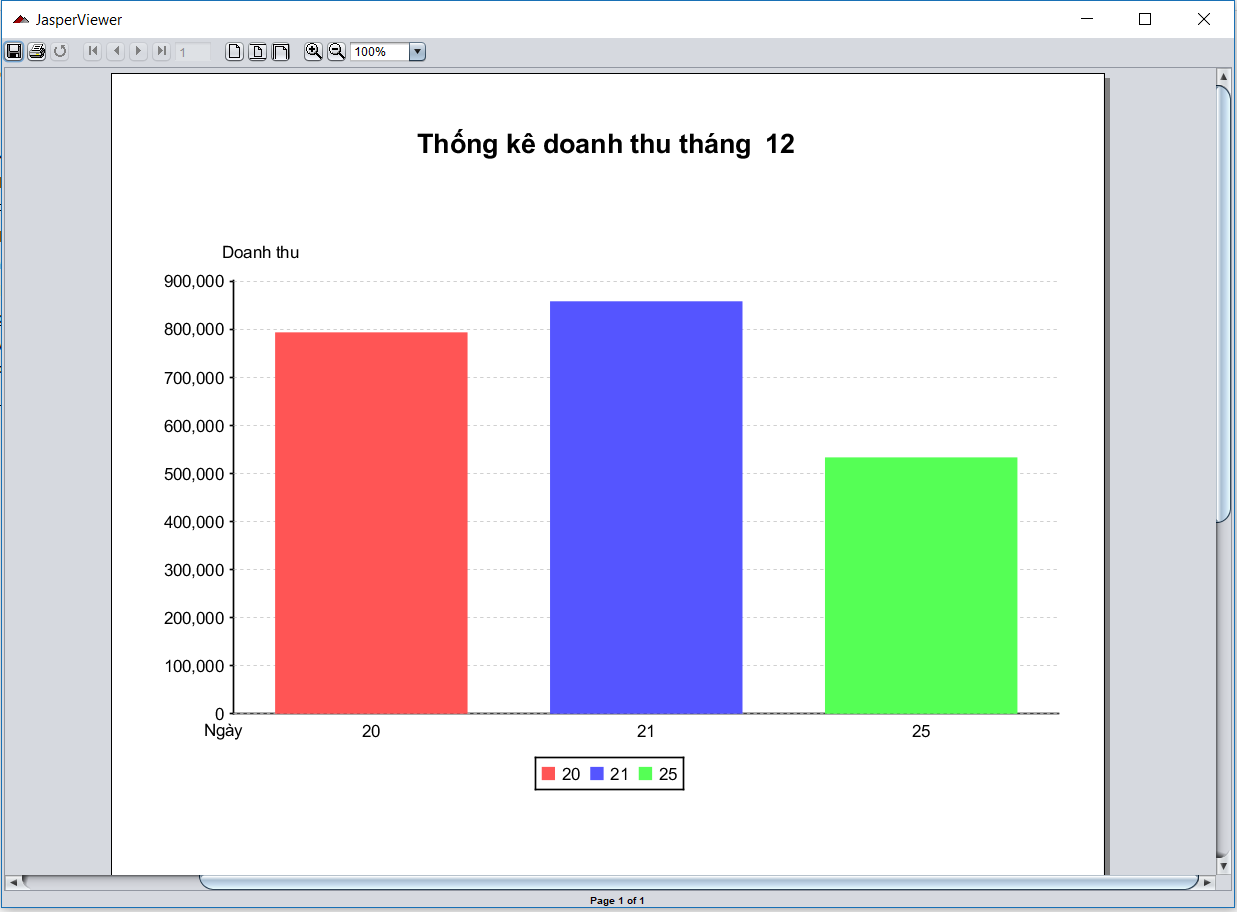 JasperViewer
1
100%
Thống kê doanh thu tháng  12
Doanh thu
900,000
800,000
700,000
600,000
500,000
400,000
300,000
200,000
100,000
0
Ngày 20 21 25
20 21 25
Page 1 of 1